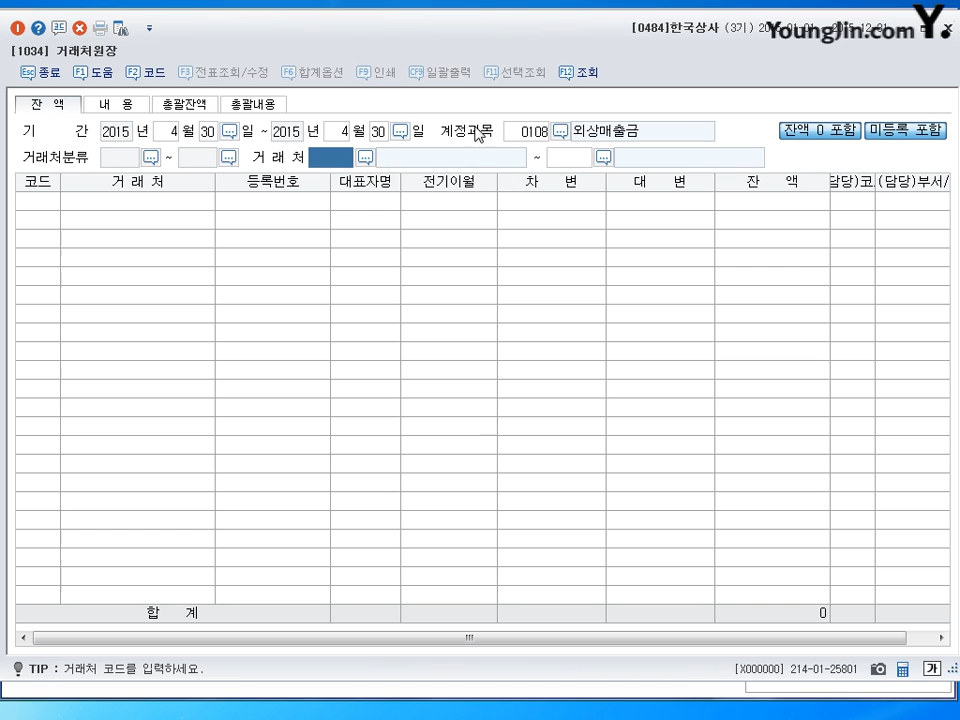 [0484]한국상사 (3기)
Youngjin.com Y.
[1034] 거래처원장
Esc 종료 F1 도움 F2 코드 F3 전표조회/수정 F6 합계옵션 F9 인쇄 CF9 일괄출력 F11 선택조회 F12 조회
잔 액 내 용 총괄잔액 총괄내용
기 간 2015 년 4 월 30 일 ~ 2015 년 4 월 30 일 계정과목 0108 외상매출금 잔액 0 포함 미등록 포함
거래처분류 ~ 거 래 처 ~
코드 거 래 처 등록번호 대표자명 전기이월 차 변 대 변 잔 액 담당)코 (담당)부서/
합 계 0
TIP : 거래처 코드를 입력하세요. [X000000] 214-01-25801 가